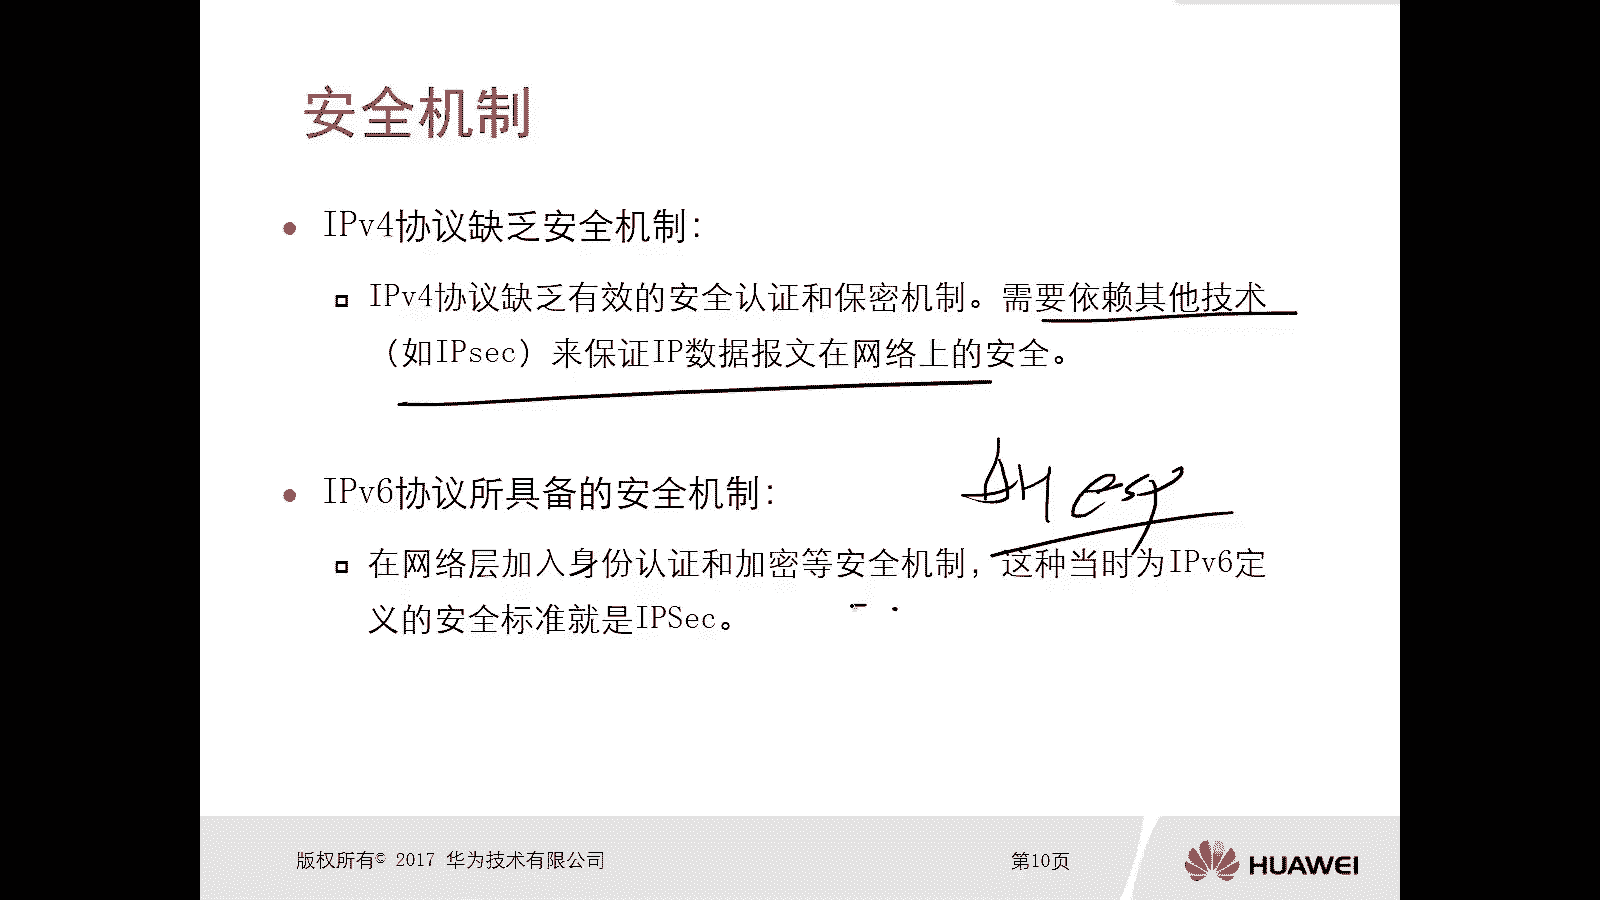 安全机制
IPv4协议缺乏安全机制：
IPv4协议缺乏有效的安全认证和保密机制。需要依赖其他技术
（如IPsec）来保证IP数据报文在网络上的安全。
AH esp
IPv6协议所具备的安全机制：
在网络层加入身份认证和加密等安全机制，这种当时为IPv6定
义的安全标准就是IPSec。
版权所有© 2017 华为技术有限公司
第10页
HUAWEI